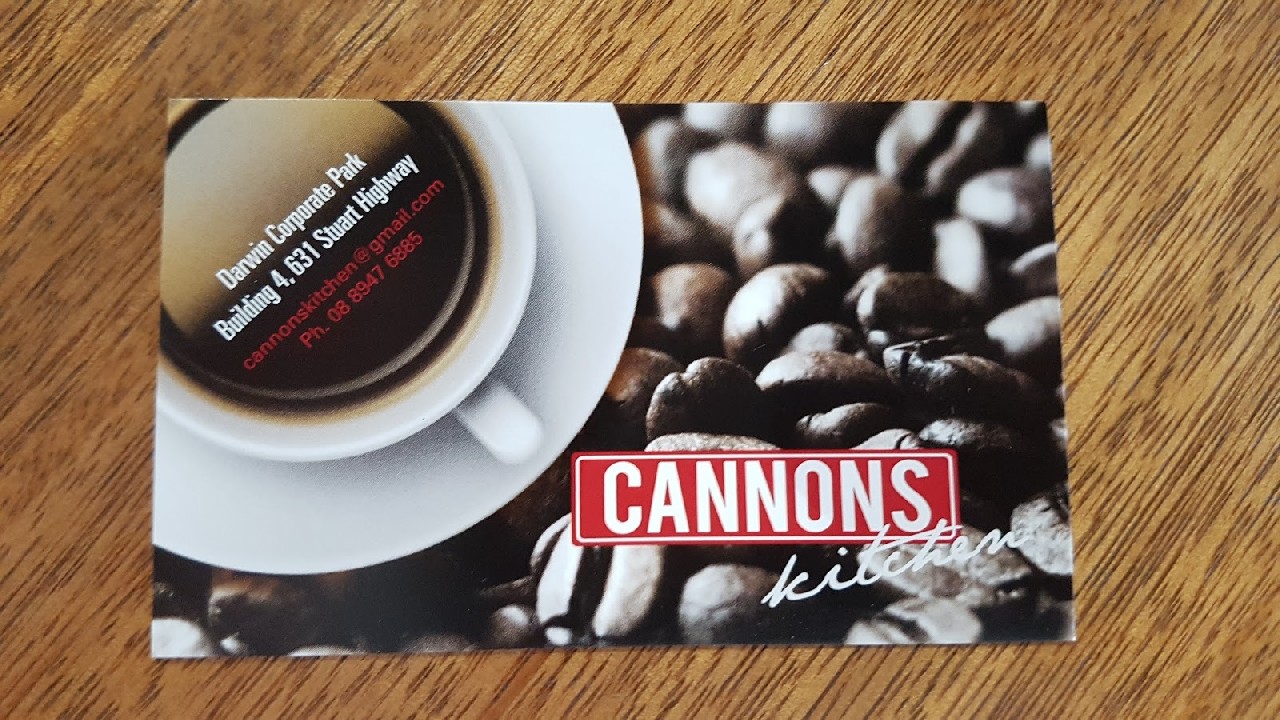 Darwin Corporate Park
Building 4, 631 Stuart Highway
cannonskitchen@gmail.com
Ph. 08 8947 6885
CANNONS
kitchen